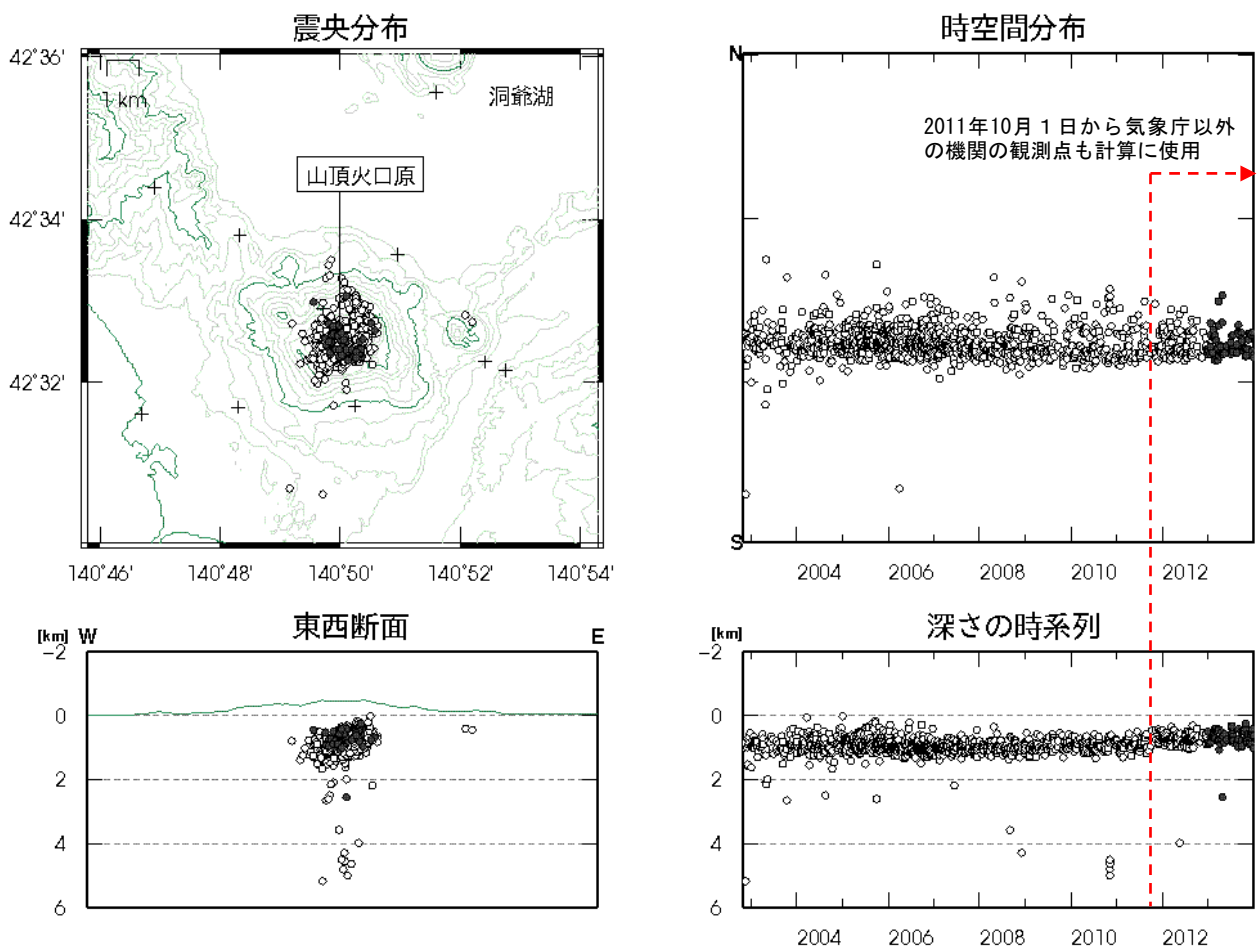 震央分布
42°36'
1 km
洞爺湖
山頂火口原
42°34'
42°32'
140°46' 140°48' 140°50' 140°52' 140°54'
時空間分布
N
2011年10月１日から気象庁以外
の機関の観測点も計算に使用
S
2004 2006 2008 2010 2012
東西断面
[km] W E
-2
0
2
4
6
深さの時系列
[km]
-2
0
2
4
6
2004 2006 2008 2010 2012